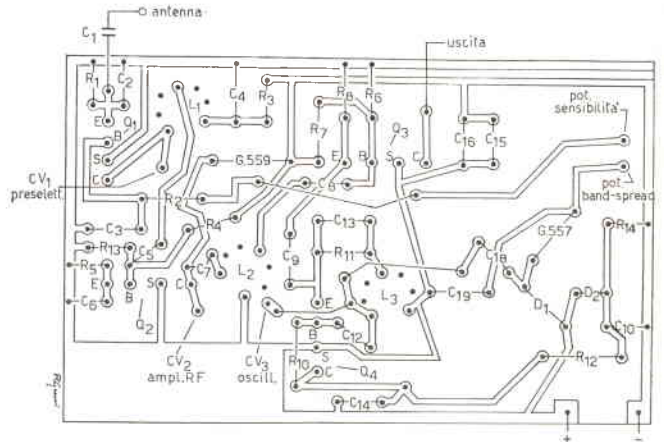 antenna
C1
uscita
R1
C2
L1
C4
R3
R8
R6
R7
E
Q1
B
S
C
E
B
Q3
S
C
C16
C15
pot. sensibilità
G.559
CV1 preselett.
R2
C8
pot. band-spread
C3
R4
C13
G.557
R14
R13
C5
R5
C7
L2
C9
R11
C18
E
C6
B
S
C
L3
C19
D1
D2
Q2
E
C12
C10
CV2 ampl. RF
CV3 oscill.
R10
B
S
C
Q4
R12
C14
+
-